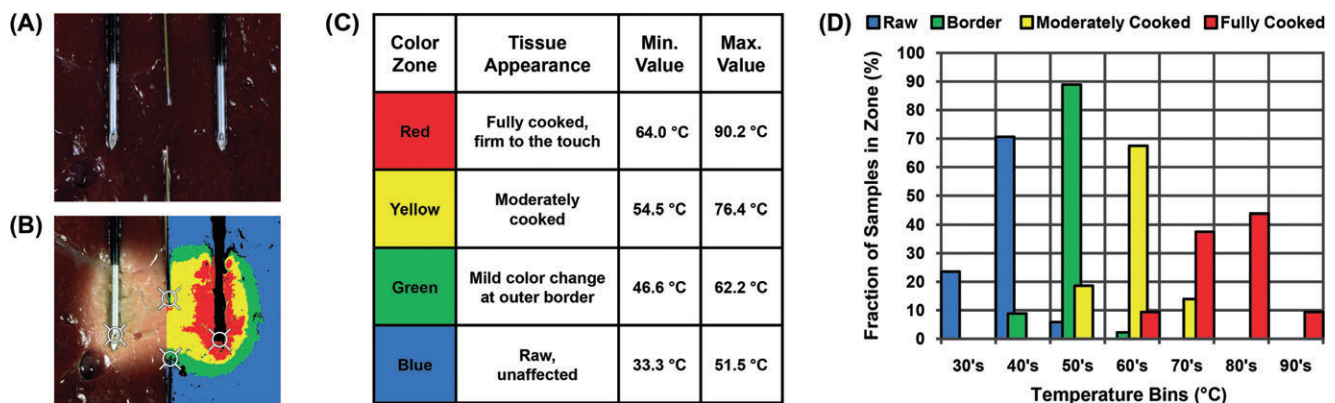 (A)
(B)
(C)
Color Zone Tissue Appearance Min. Value Max. Value
Red Fully cooked, firm to the touch 64.0 °C 90.2 °C
Yellow Moderately cooked 54.5 °C 76.4 °C
Green Mild color change at outer border 46.6 °C 62.2 °C
Blue Raw, unaffected 33.3 °C 51.5 °C
(D)
Raw Border Moderately Cooked Fully Cooked
Fraction of Samples in Zone (%)
100
90
80
70
60
50
40
30
20
10
0
30's 40's 50's 60's 70's 80's 90's
Temperature Bins (°C)